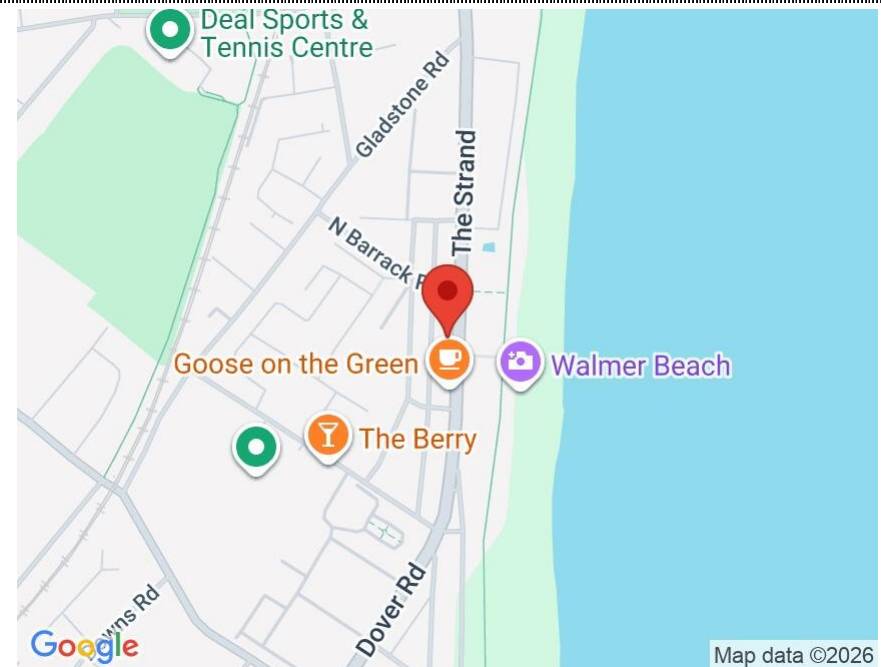 Deal Sports &
Tennis Centre
Gladstone Rd
The Strand
N Barrack
Goose on the Green
Walmer Beach
The Berry
Dover Rd
Google
Map data ©2026